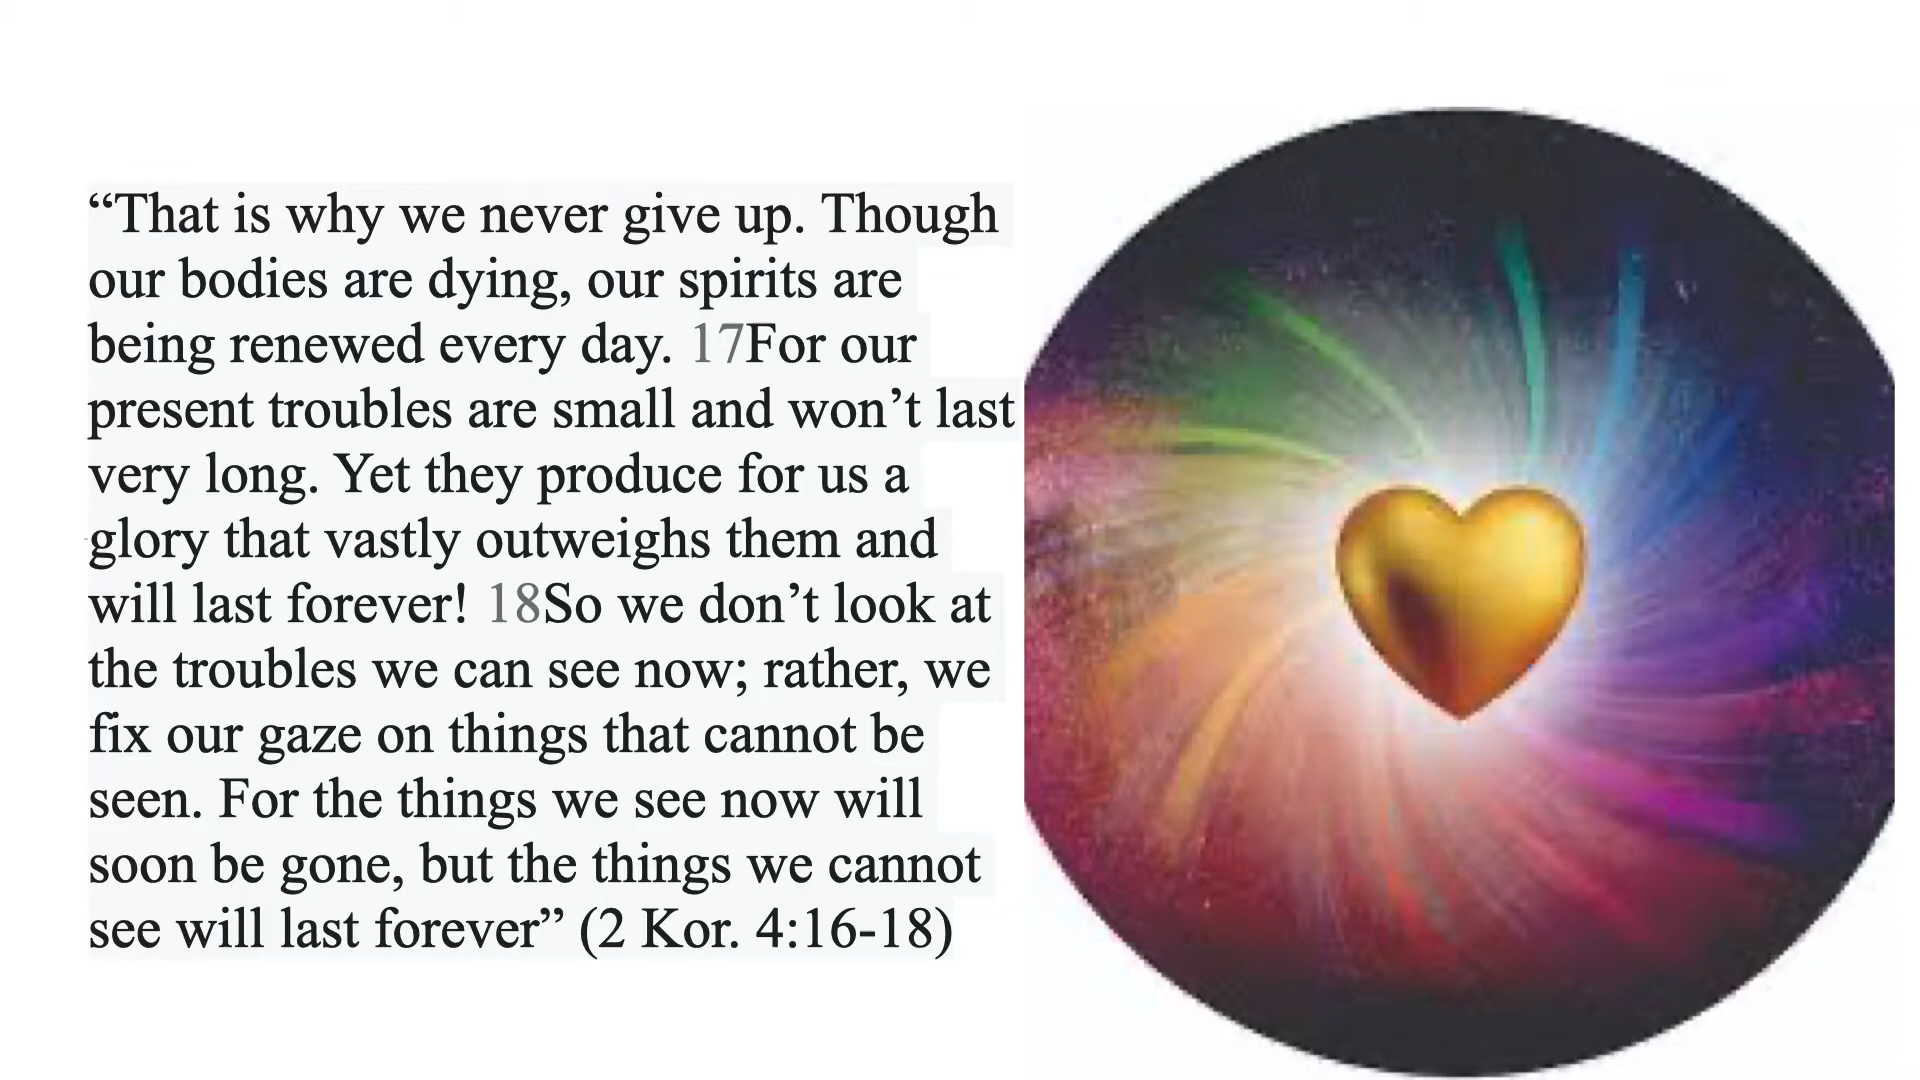 “That is why we never give up. Though
our bodies are dying, our spirits are
being renewed every day. 17For our
present troubles are small and won’t last
very long. Yet they produce for us a
glory that vastly outweighs them and
will last forever! 18So we don’t look at
the troubles we can see now; rather, we
fix our gaze on things that cannot be
seen. For the things we see now will
soon be gone, but the things we cannot
see will last forever” (2 Kor. 4:16-18)